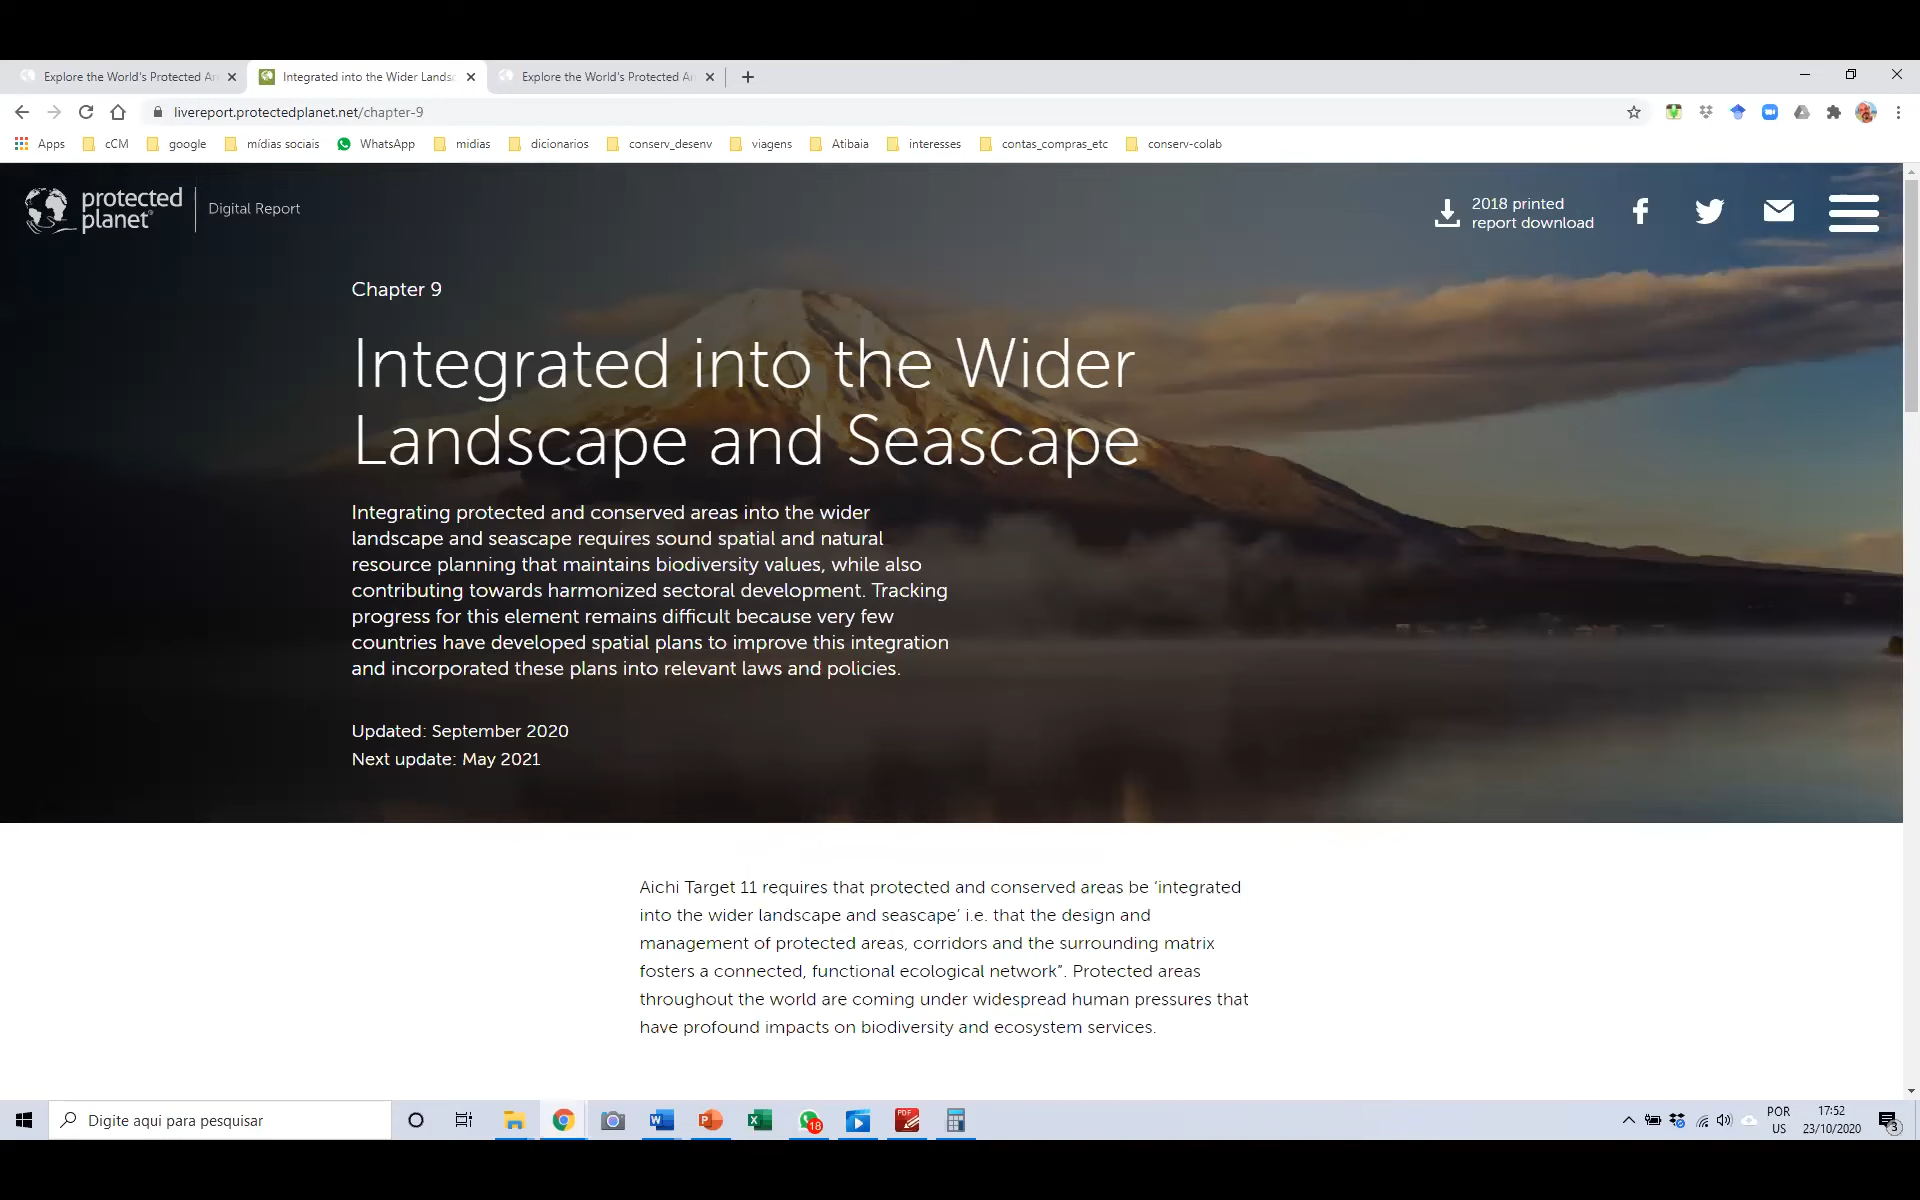 Explore the World's Protected Ar
Integrated into the Wider Landsc
Explore the World's Protected Ar
livereport.protectedplanet.net/chapter-9
Apps
cCM
google
mídias sociais
WhatsApp
midias
dicionarios
conserv_desenv
viagens
Atibaia
interesses
contas_compras_etc
conserv-colab
protected
planet®
Digital Report
2018 printed
report download
Chapter 9
Integrated into the Wider
Landscape and Seascape
Integrating protected and conserved areas into the wider
landscape and seascape requires sound spatial and natural
resource planning that maintains biodiversity values, while also
contributing towards harmonized sectoral development. Tracking
progress for this element remains difficult because very few
countries have developed spatial plans to improve this integration
and incorporated these plans into relevant laws and policies.
Updated: September 2020
Next update: May 2021
Aichi Target 11 requires that protected and conserved areas be ‘integrated
into the wider landscape and seascape’ i.e. that the design and
management of protected areas, corridors and the surrounding matrix
fosters a connected, functional ecological network”. Protected areas
throughout the world are coming under widespread human pressures that
have profound impacts on biodiversity and ecosystem services.
Digite aqui para pesquisar
18
PDF
POR
US
17:52
23/10/2020
3